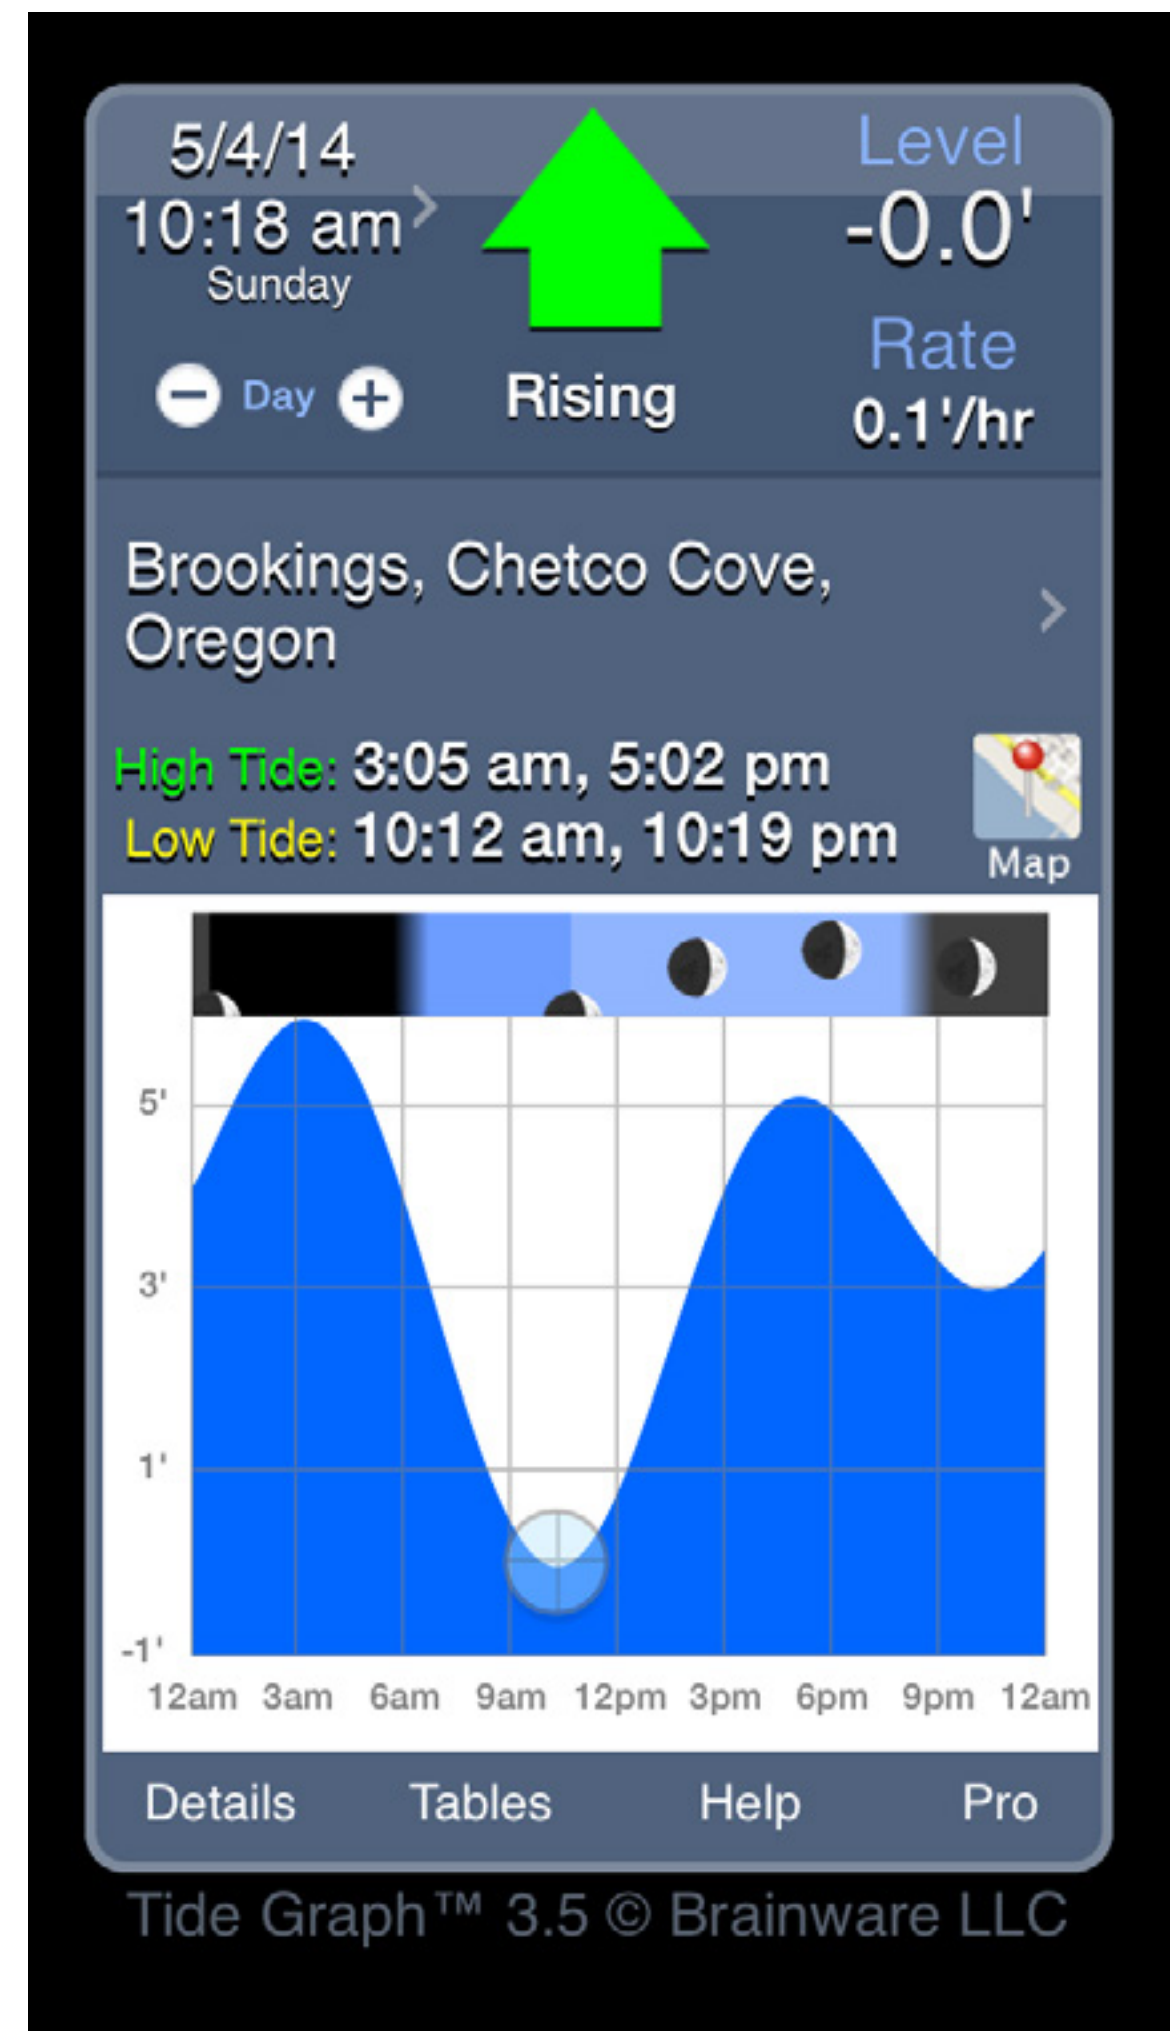 5/4/14
10:18 am
Sunday
Day
Rising
Level
-0.0'
Rate
0.1'/hr
Brookings, Chetco Cove,
Oregon
High Tide: 3:05 am, 5:02 pm
Low Tide: 10:12 am, 10:19 pm
Map
5'
3'
1'
-1'
12am 3am 6am 9am 12pm 3pm 6pm 9pm 12am
Details Tables Help Pro
Tide Graph™ 3.5 © Brainware LLC